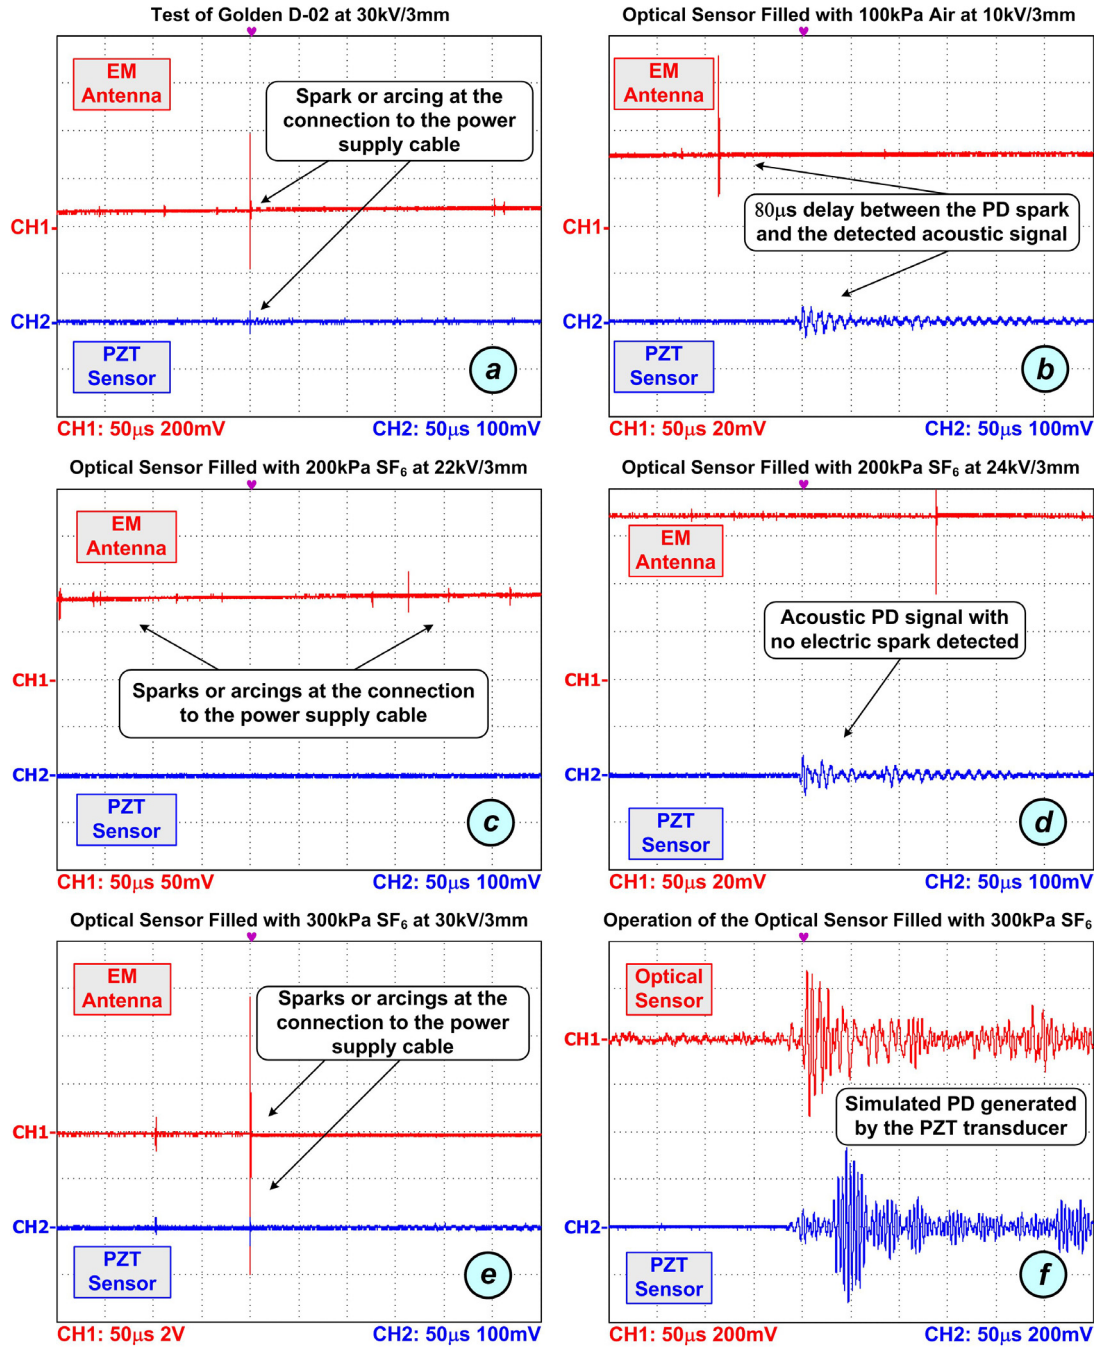 Test of Golden D-02 at 30kV/3mm
EM
Antenna
Spark or arcing at the
connection to the power
supply cable
CH1
CH2
PZT
Sensor
a
CH1: 50μs 200mV
CH2: 50μs 100mV
Optical Sensor Filled with 100kPa Air at 10kV/3mm
EM
Antenna
80μs delay between the PD spark
and the detected acoustic signal
CH1
CH2
PZT
Sensor
b
CH1: 50μs 20mV
CH2: 50μs 100mV
Optical Sensor Filled with 200kPa SF₆ at 22kV/3mm
EM
Antenna
Sparks or arcings at the connection
to the power supply cable
CH1
CH2
PZT
Sensor
c
CH1: 50μs 50mV
CH2: 50μs 100mV
Optical Sensor Filled with 200kPa SF₆ at 24kV/3mm
EM
Antenna
Acoustic PD signal with
no electric spark detected
CH1
CH2
PZT
Sensor
d
CH1: 50μs 20mV
CH2: 50μs 100mV
Optical Sensor Filled with 300kPa SF₆ at 30kV/3mm
EM
Antenna
Sparks or arcings at the
connection to the power
supply cable
CH1
CH2
PZT
Sensor
e
CH1: 50μs 2V
CH2: 50μs 100mV
Operation of the Optical Sensor Filled with 300kPa SF₆
Optical
Sensor
CH1
Simulated PD generated
by the PZT transducer
CH2
PZT
Sensor
f
CH1: 50μs 200mV
CH2: 50μs 200mV